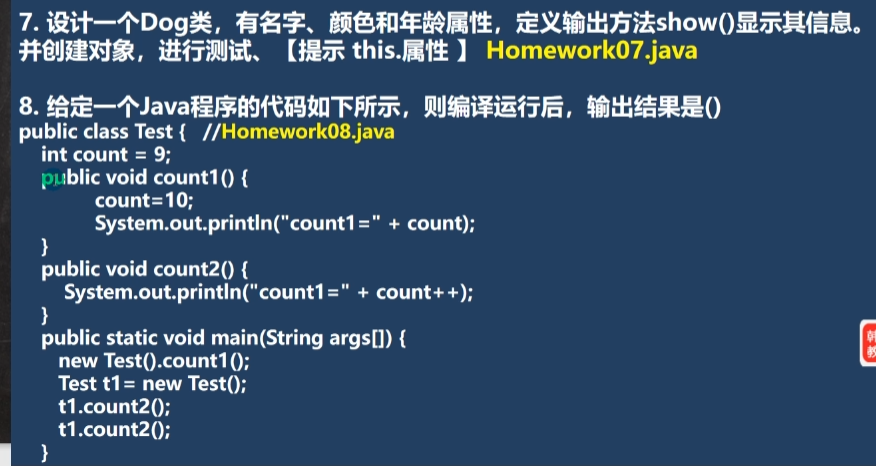 7. 设计一个Dog类，有名字、颜色和年龄属性，定义输出方法show()显示其信息。
并创建对象，进行测试、【提示 this.属性 】 Homework07.java
8. 给定一个Java程序的代码如下所示，则编译运行后，输出结果是()
public class Test {   //Homework08.java
int count = 9;
public void count1() {
count=10;
System.out.println("count1=" + count);
}
public void count2() {
System.out.println("count1=" + count++);
}
public static void main(String args[]) {
new Test().count1();
Test t1= new Test();
t1.count2();
t1.count2();
}